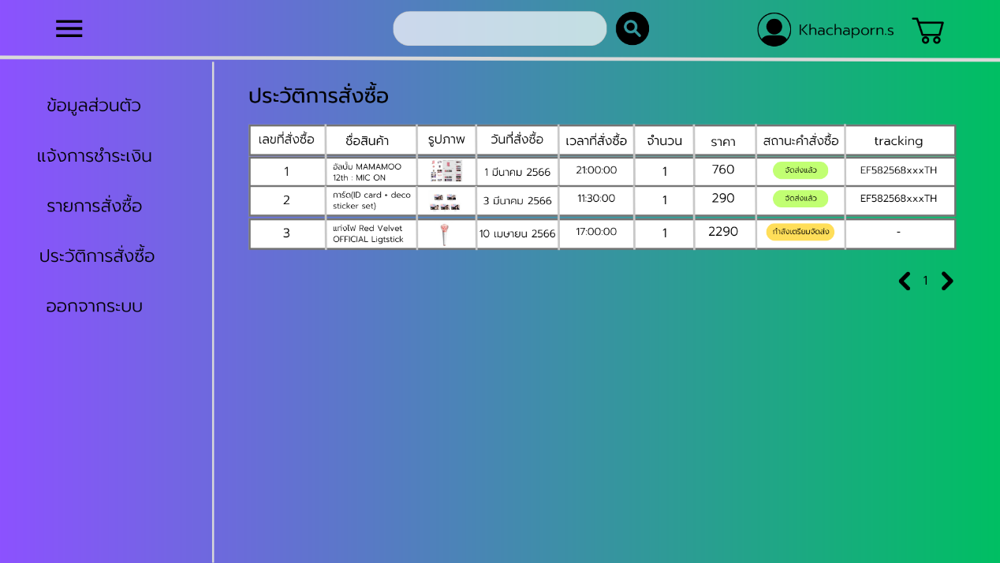 Khachaporn.s
ข้อมูลส่วนตัว
แจ้งการชำระเงิน
รายการสั่งซื้อ
ประวัติการสั่งซื้อ
ออกจากระบบ
ประวัติการสั่งซื้อ
เลขที่สั่งซื้อ ชื่อสินค้า รูปภาพ วันที่สั่งซื้อ เวลาที่สั่งซื้อ จำนวน ราคา สถานะคำสั่งซื้อ tracking
1 อัลบั้ม MAMAMOO 12th : MIC ON 1 มีนาคม 2566 21:00:00 1 760 จัดส่งแล้ว EF582568xxxTH
2 การ์ด(ID card + deco sticker set) 3 มีนาคม 2566 11:30:00 1 290 จัดส่งแล้ว EF582568xxxTH
3 แท่งไฟ Red Velvet OFFICIAL Ligtstick 10 เมษายน 2566 17:00:00 1 2290 กำลังเตรียมจัดส่ง -
1